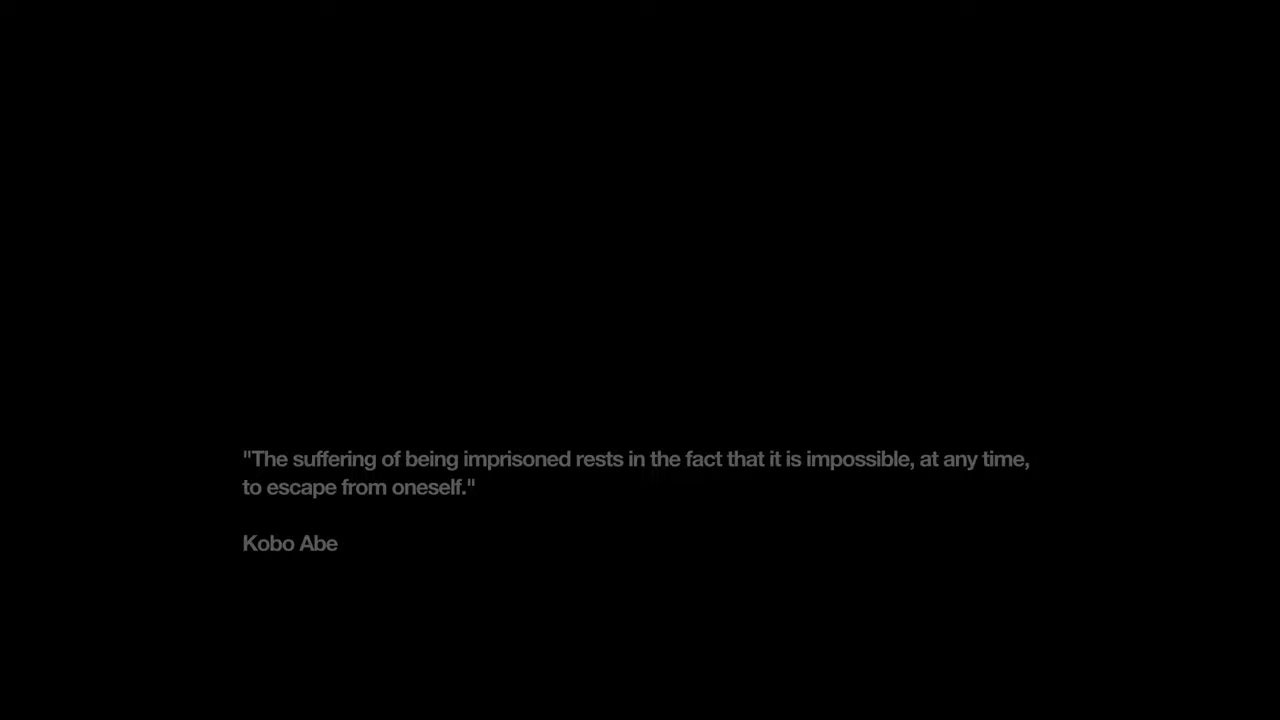 "The suffering of being imprisoned rests in the fact that it is impossible, at any time,
to escape from oneself."
Kobo Abe